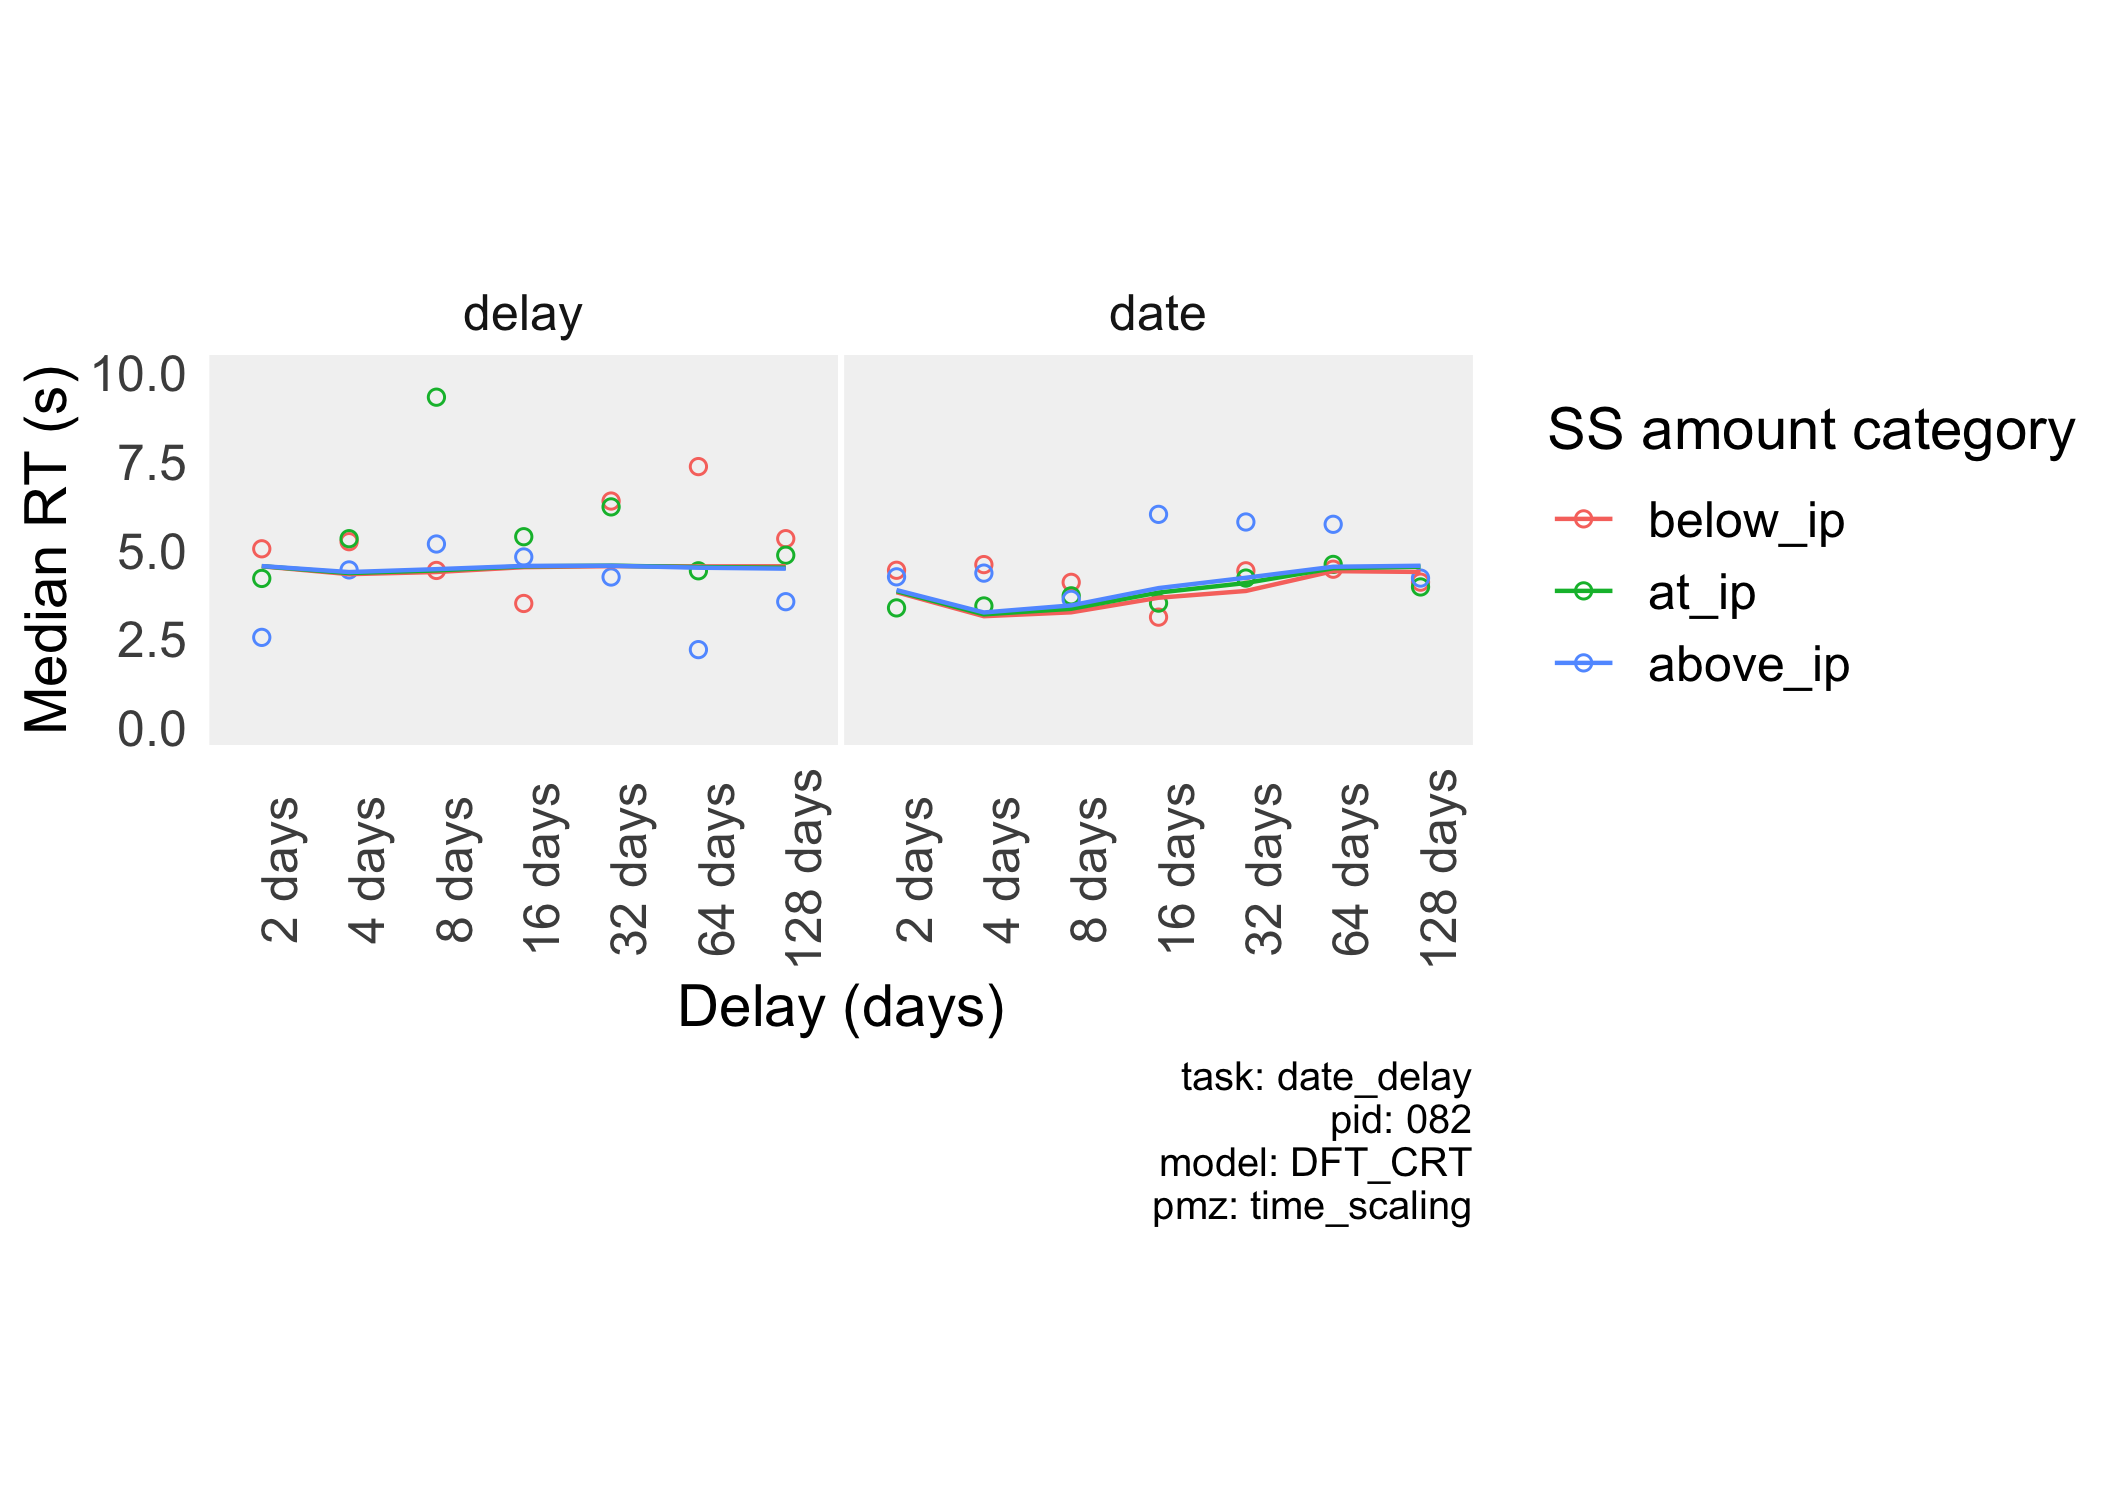 delay
date
Median RT (s)
10.0
7.5
5.0
2.5
0.0
2 days
4 days
8 days
16 days
32 days
64 days
128 days
2 days
4 days
8 days
16 days
32 days
64 days
128 days
Delay (days)
SS amount category
below_ip
at_ip
above_ip
task: date_delay
pid: 082
model: DFT_CRT
pmz: time_scaling